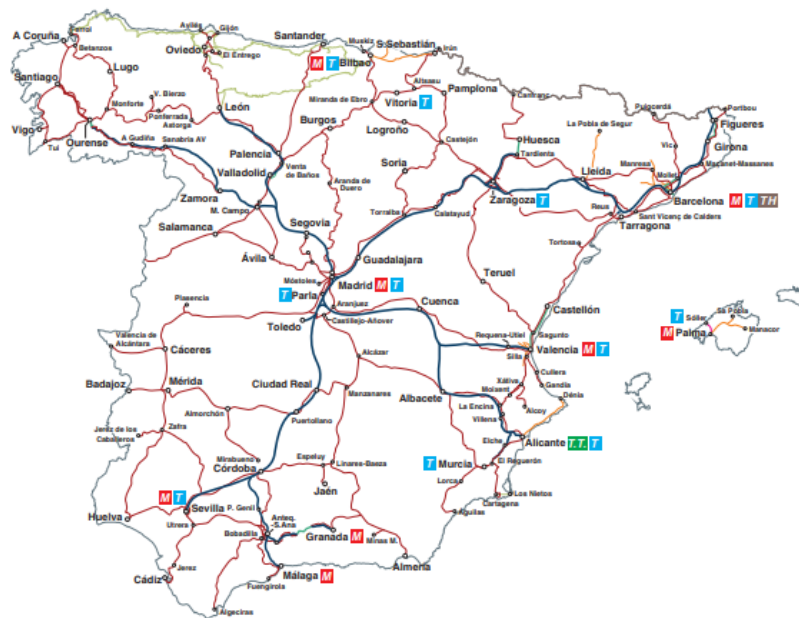 Ferrol
A Coruña
Betanzos
Santiago
Lugo
Monforte
V. Bierzo
Ponferrada
Astorga
Vigo
Tui
Ourense
A Gudiña
Sanabria AV
Avilés
Gijón
Oviedo
El Entrego
León
Santander
M T Bilbao
Muskiz
S.Sebastián
Irún
Altsasu
Pamplona
Miranda de Ebro
Vitoria T
Burgos
Logroño
Castejón
Canfranc
Huesca
Tardienta
La Pobla de Segur
Puigcerdà
Portbou
Figueres
Girona
Vic
Manresa
Mollet
Maçanet-Massanes
Barcelona M T TH
Lleida
Reus
Sant Vicenç de Calders
Tarragona
Tortosa
Zaragoza T
Palencia
Valladolid
Venta
de Baños
Soria
Aranda
de
Duero
Torralba
Calatayud
Zamora
M. Campo
Salamanca
Segovia
Ávila
Guadalajara
Móstoles
Madrid M T
T Parla
Aranjuez
Toledo
Castillejo-Añover
Cuenca
Teruel
Castellón
Sagunto
Requena-Utiel
Valencia M T
Silla
Cullera
Gandia
Xàtiva
Moixent
Dénia
Alcoy
La Encina
Villena
Alicante T.T. T
Elche
El Reguerón
T Murcia
Lorca
Los Nietos
Cartagena
Aguilas
T
Sóller
Sa Pobla
M Palma
Manacor
Plasencia
Valencia de
Alcántara
Cáceres
Badajoz
Mérida
Almorchón
Jerez de los
Caballeros
Zafra
Ciudad Real
Puertollano
Alcázar
Manzanares
Albacete
Mirabueno
Córdoba
Espeluy
Linares-Baeza
Jaén
M T
Sevilla
P. Genil
Huelva
Utrera
Anteq.
-S.Ana
Bobadilla
Granada M
Minas M.
Almería
Jerez
Cádiz
Málaga M
Fuengirola
Algeciras